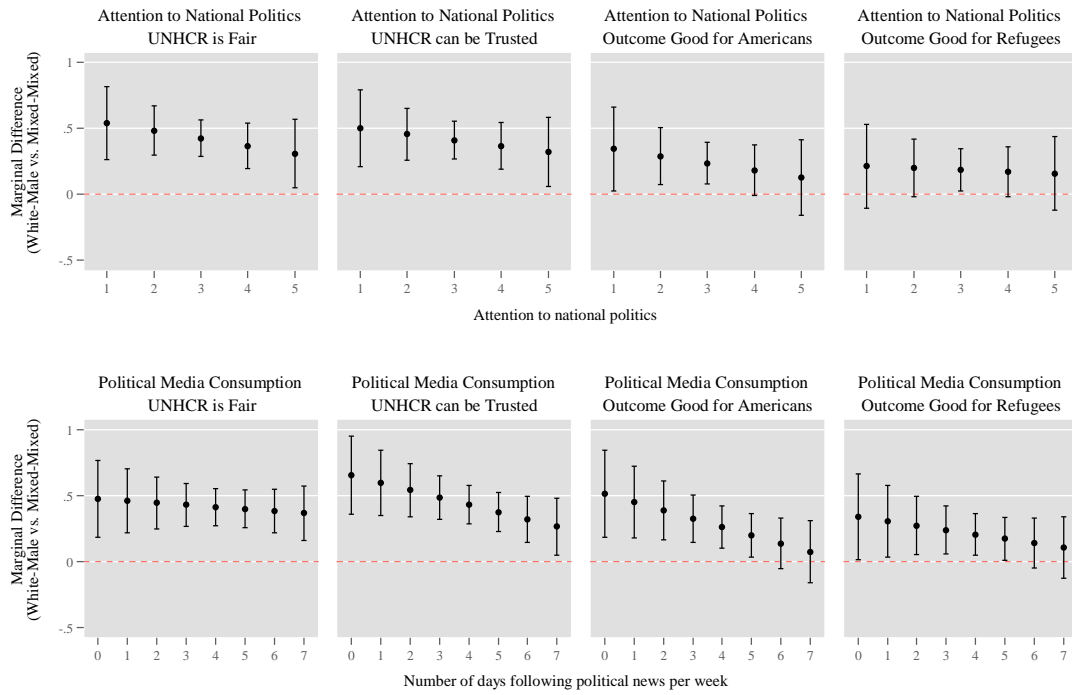 Attention to National Politics
UNHCR is Fair
Attention to National Politics
UNHCR can be Trusted
Attention to National Politics
Outcome Good for Americans
Attention to National Politics
Outcome Good for Refugees
Marginal Difference
(White-Male vs. Mixed-Mixed)
1
.5
0
-.5
1 2 3 4 5
1 2 3 4 5
1 2 3 4 5
1 2 3 4 5
Attention to national politics
Political Media Consumption
UNHCR is Fair
Political Media Consumption
UNHCR can be Trusted
Political Media Consumption
Outcome Good for Americans
Political Media Consumption
Outcome Good for Refugees
Marginal Difference
(White-Male vs. Mixed-Mixed)
1
.5
0
-.5
0 1 2 3 4 5 6 7
0 1 2 3 4 5 6 7
0 1 2 3 4 5 6 7
0 1 2 3 4 5 6 7
Number of days following political news per week